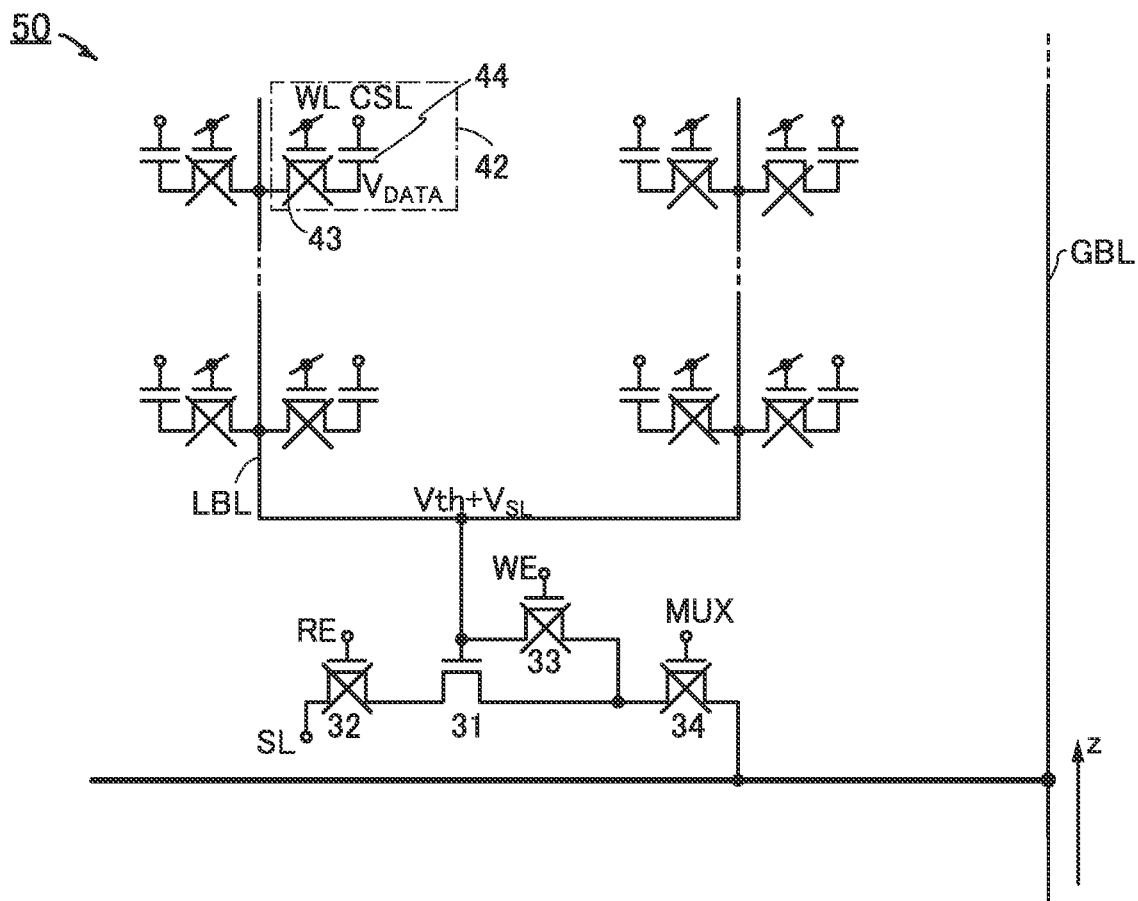 50
WL CSL
44
42
V_DATA
43
GBL
LBL
Vth+V_SL
WE
MUX
RE
33
32
31
34
SL
z